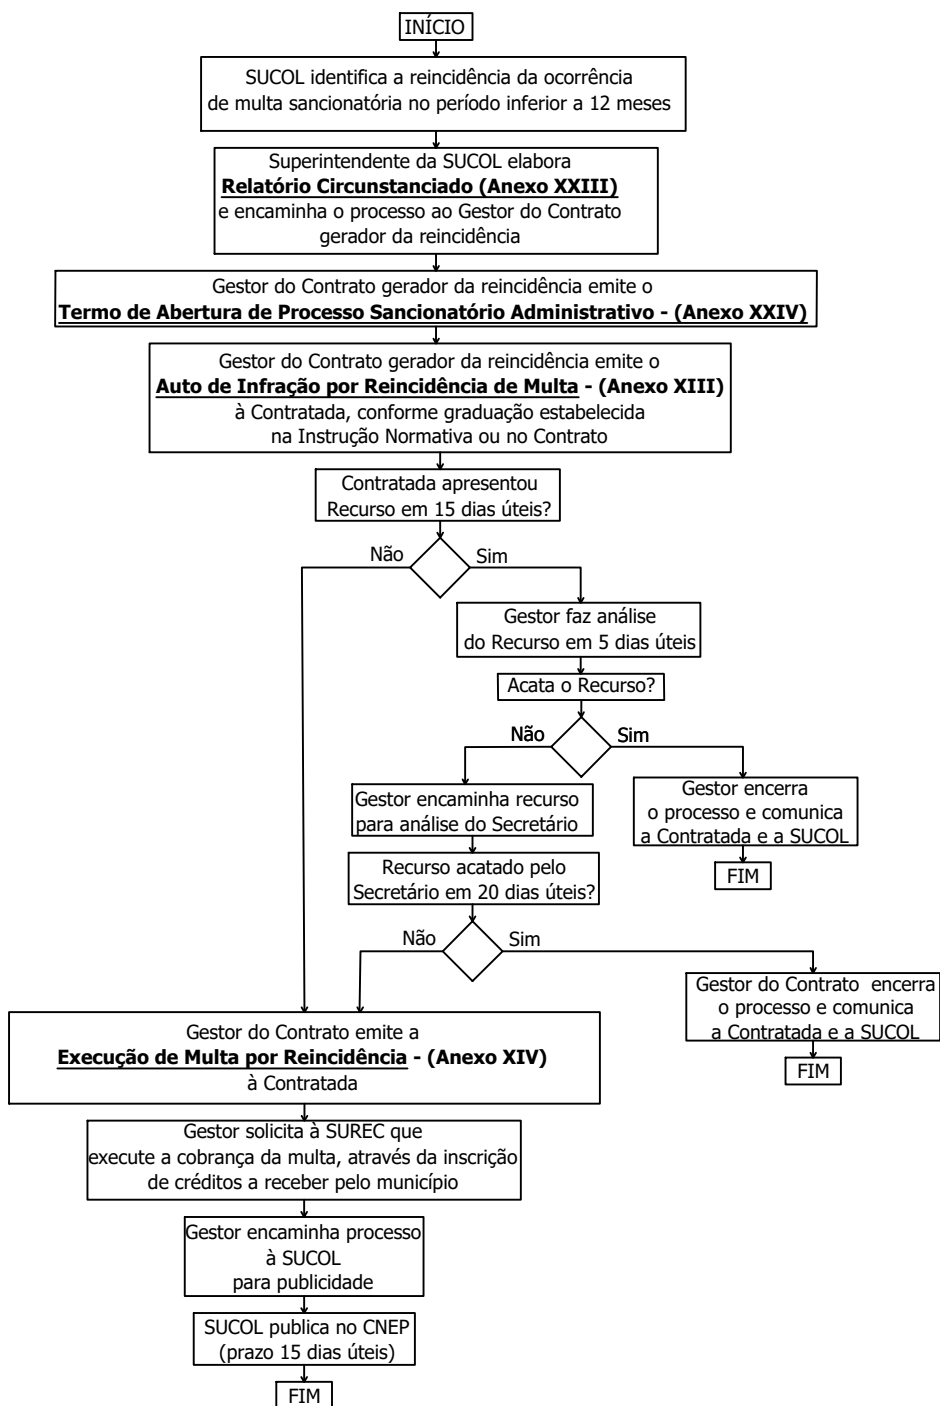 INÍCIO
SUCOL identifica a reincidência da ocorrência
de multa sancionatória no período inferior a 12 meses
Superintendente da SUCOL elabora
Relatório Circunstanciado (Anexo XXIII)
e encaminha o processo ao Gestor do Contrato
gerador da reincidência
Gestor do Contrato gerador da reincidência emite o
Termo de Abertura de Processo Sancionatório Administrativo - (Anexo XXIV)
Gestor do Contrato gerador da reincidência emite o
Auto de Infração por Reincidência de Multa - (Anexo XIII)
à Contratada, conforme graduação estabelecida
na Instrução Normativa ou no Contrato
Contratada apresentou
Recurso em 15 dias úteis?
Não
Sim
Gestor faz análise
do Recurso em 5 dias úteis
Acata o Recurso?
Não
Sim
Gestor encaminha recurso
para análise do Secretário
Gestor encerra
o processo e comunica
a Contratada e a SUCOL
FIM
Recurso acatado pelo
Secretário em 20 dias úteis?
Não
Sim
Gestor do Contrato encerra
o processo e comunica
a Contratada e a SUCOL
FIM
Gestor do Contrato emite a
Execução de Multa por Reincidência - (Anexo XIV)
à Contratada
Gestor solicita à SUREC que
execute a cobrança da multa, através da inscrição
de créditos a receber pelo município
Gestor encaminha processo
à SUCOL
para publicidade
SUCOL publica no CNEP
(prazo 15 dias úteis)
FIM